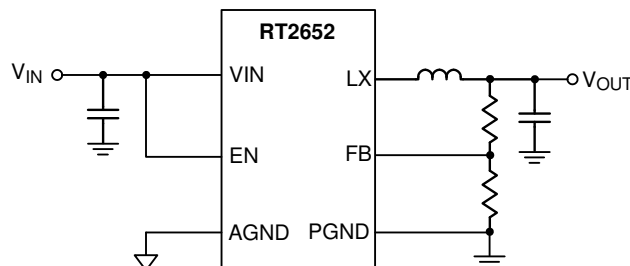 RT2652
VIN
VIN
LX
VOUT
EN
FB
AGND
PGND